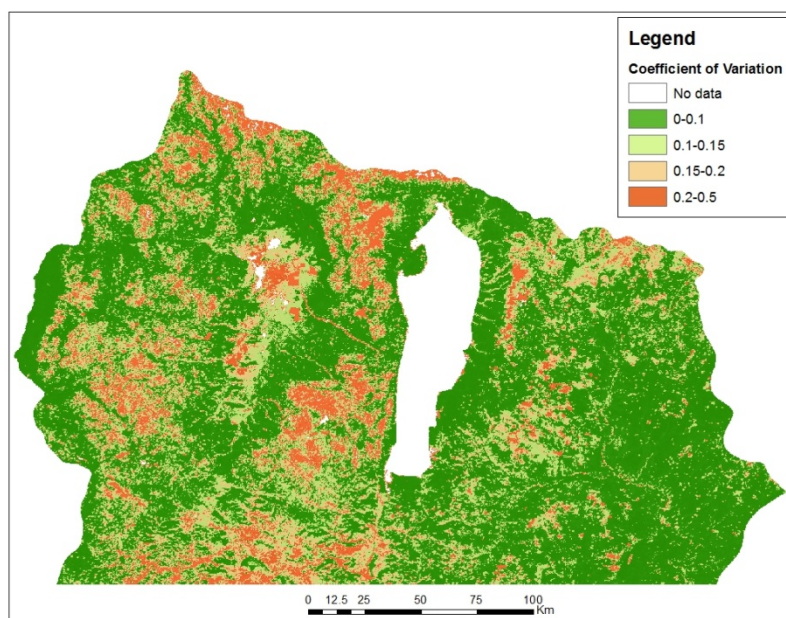 Legend
Coefficient of Variation
No data
0-0.1
0.1-0.15
0.15-0.2
0.2-0.5
0 12.5 25 50 75 100
Km